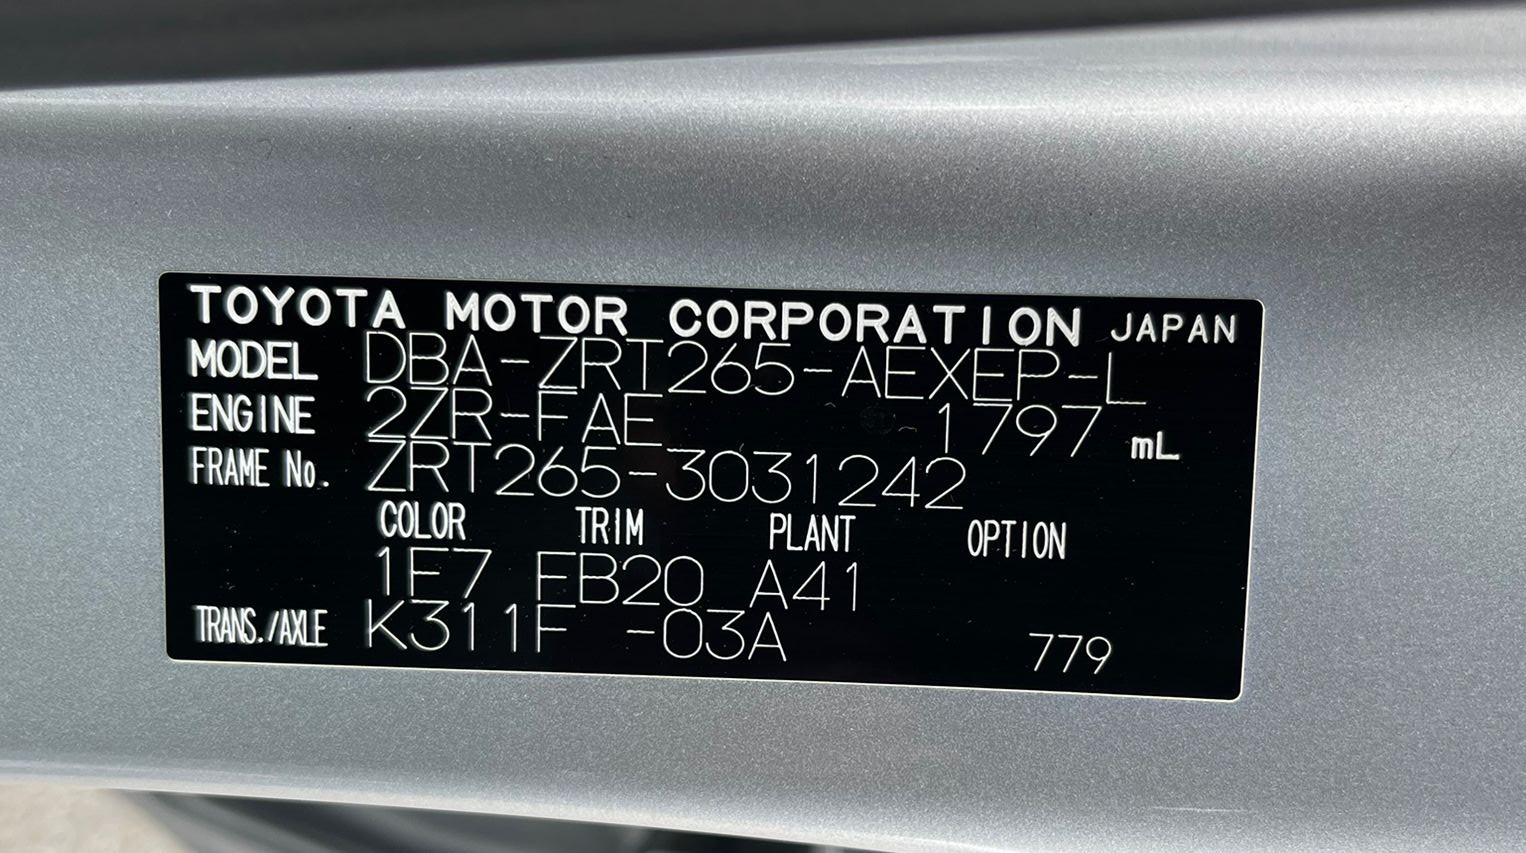 TOYOTA MOTOR CORPORATION JAPAN
MODEL DBA-ZRT265-AEXEP-L
ENGINE 2ZR-FAE 1797 mL
FRAME No. ZRT265-3031242
COLOR TRIM PLANT OPTION
1F7 FB20 A41
TRANS./AXLE K311F -03A 779